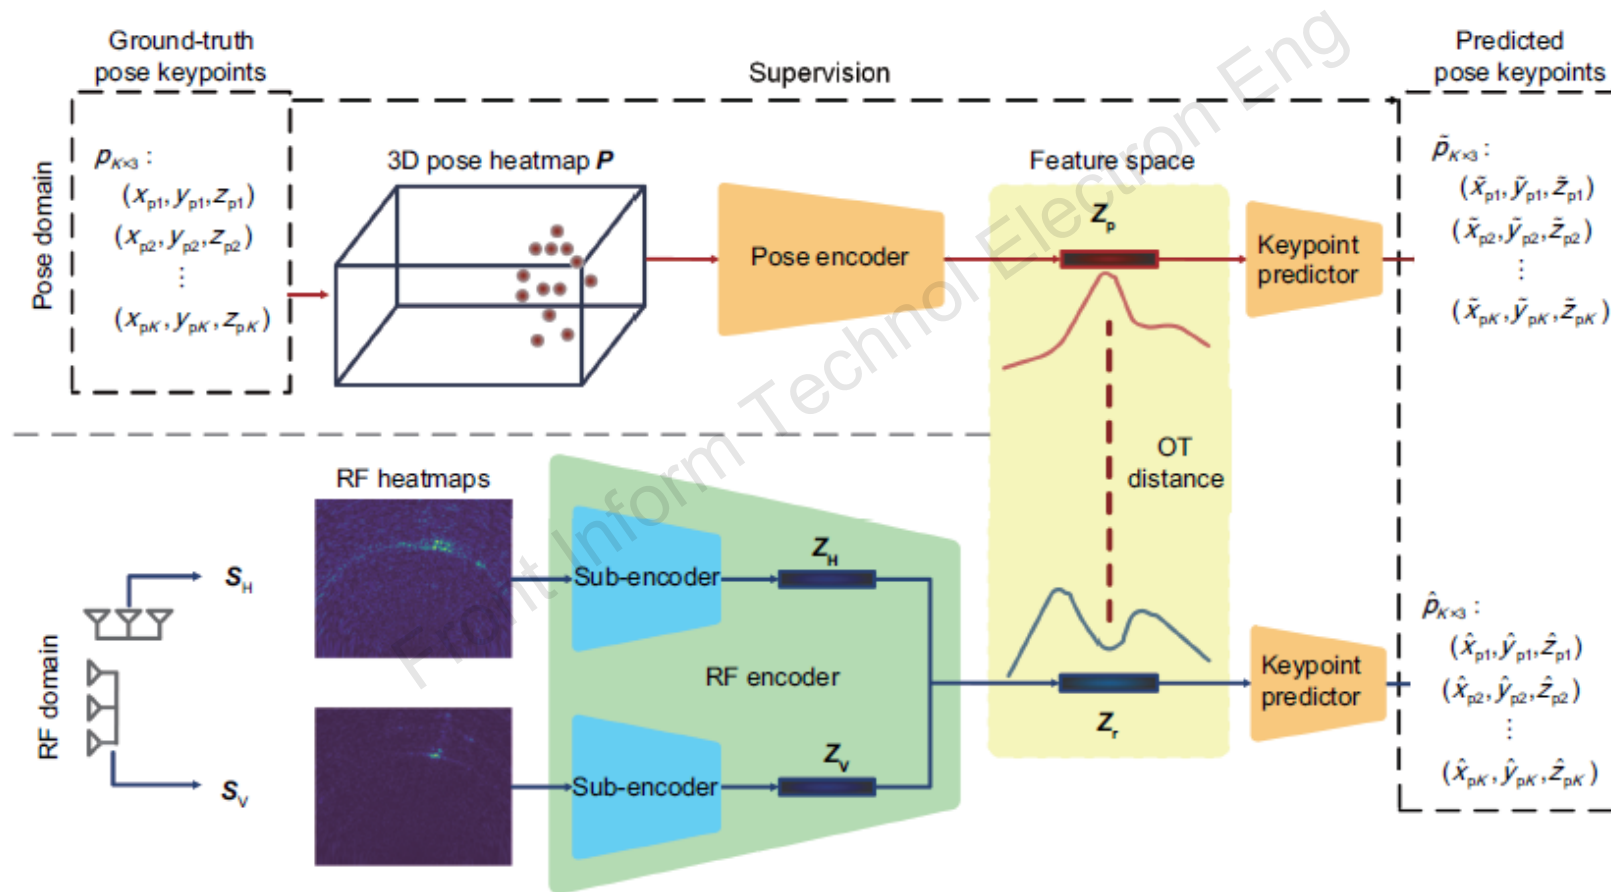 Ground-truth
pose keypoints
Supervision
Predicted
pose keypoints
Pose domain
p_{K×3} :
(x_{p1}, y_{p1}, z_{p1})
(x_{p2}, y_{p2}, z_{p2})
⋮
(x_{pK}, y_{pK}, z_{pK})
3D pose heatmap P
Pose encoder
Feature space
Z_p
Keypoint
predictor
p̃_{K×3} :
(x̃_{p1}, ỹ_{p1}, z̃_{p1})
(x̃_{p2}, ỹ_{p2}, z̃_{p2})
⋮
(x̃_{pK}, ỹ_{pK}, z̃_{pK})
OT
distance
RF domain
S_H
S_V
RF heatmaps
Sub-encoder
Z_H
RF encoder
Sub-encoder
Z_V
Z_r
Keypoint
predictor
p̂_{K×3} :
(x̂_{p1}, ŷ_{p1}, ẑ_{p1})
(x̂_{p2}, ŷ_{p2}, ẑ_{p2})
⋮
(x̂_{pK}, ŷ_{pK}, ẑ_{pK})
Front Inform Technol Electron Eng